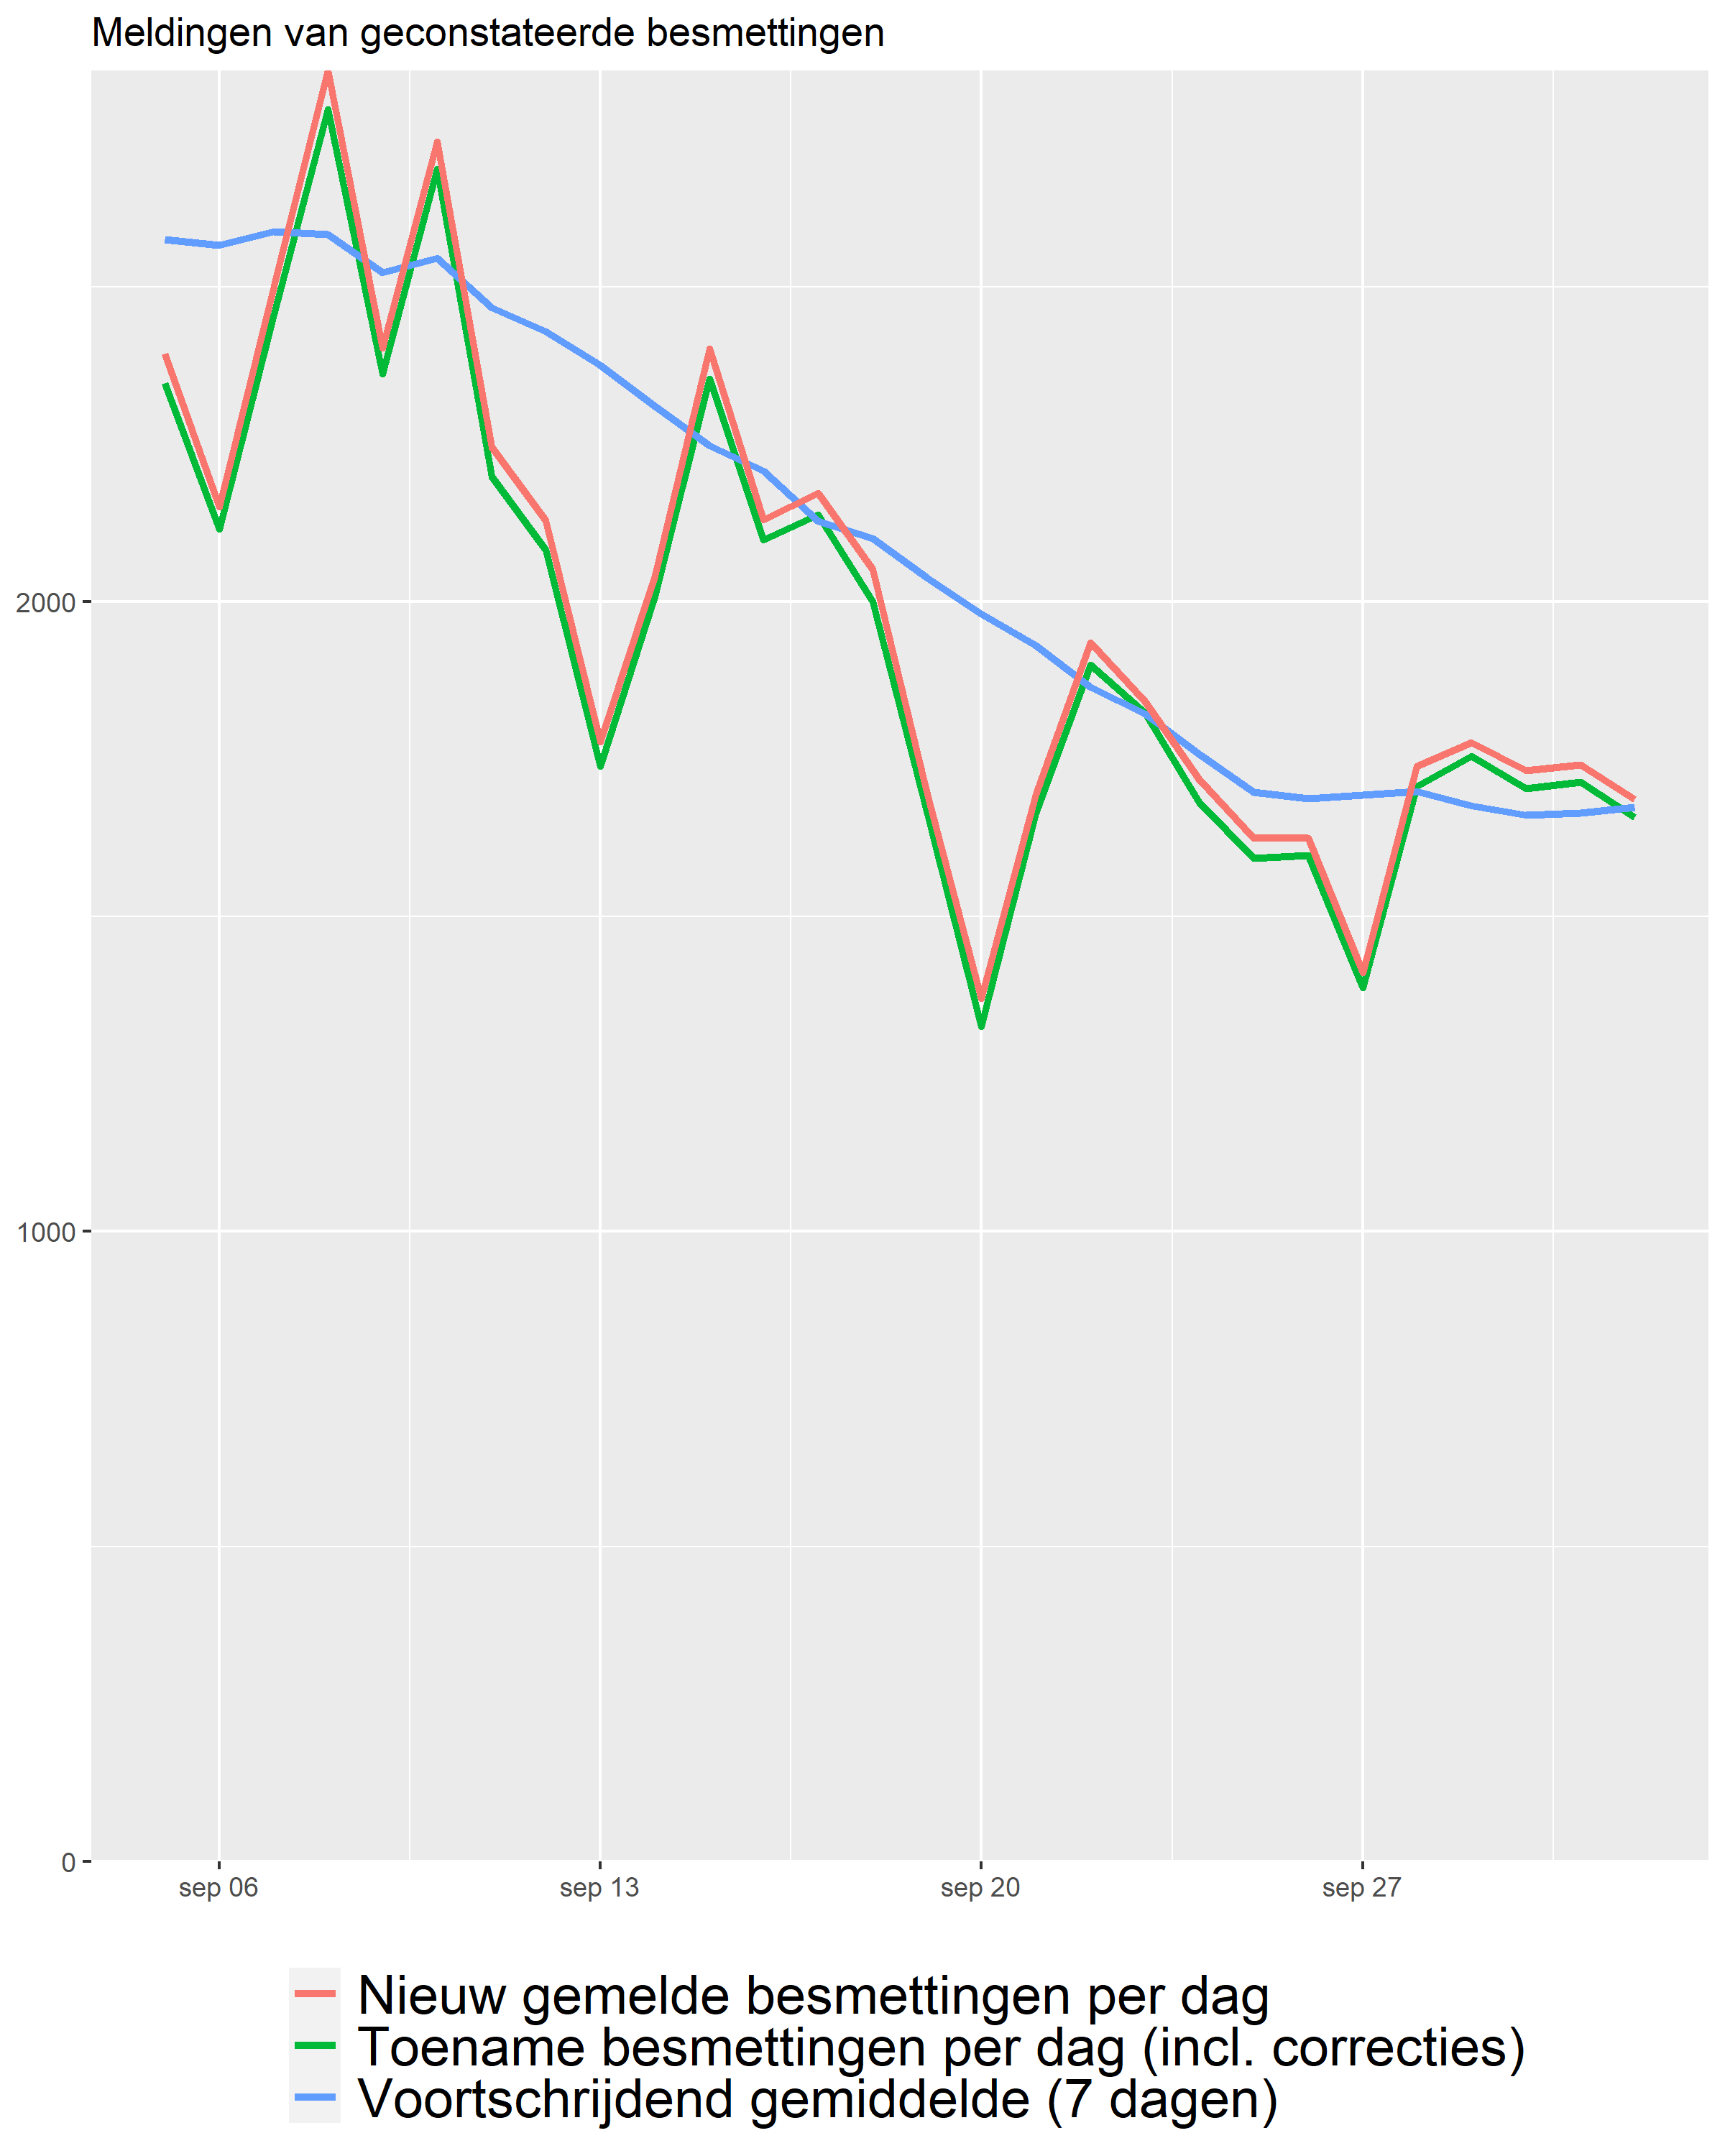 Meldingen van geconstateerde besmettingen
2000
1000
0
sep 06
sep 13
sep 20
sep 27
Nieuw gemelde besmettingen per dag
Toename besmettingen per dag (incl. correcties)
Voortschrijdend gemiddelde (7 dagen)